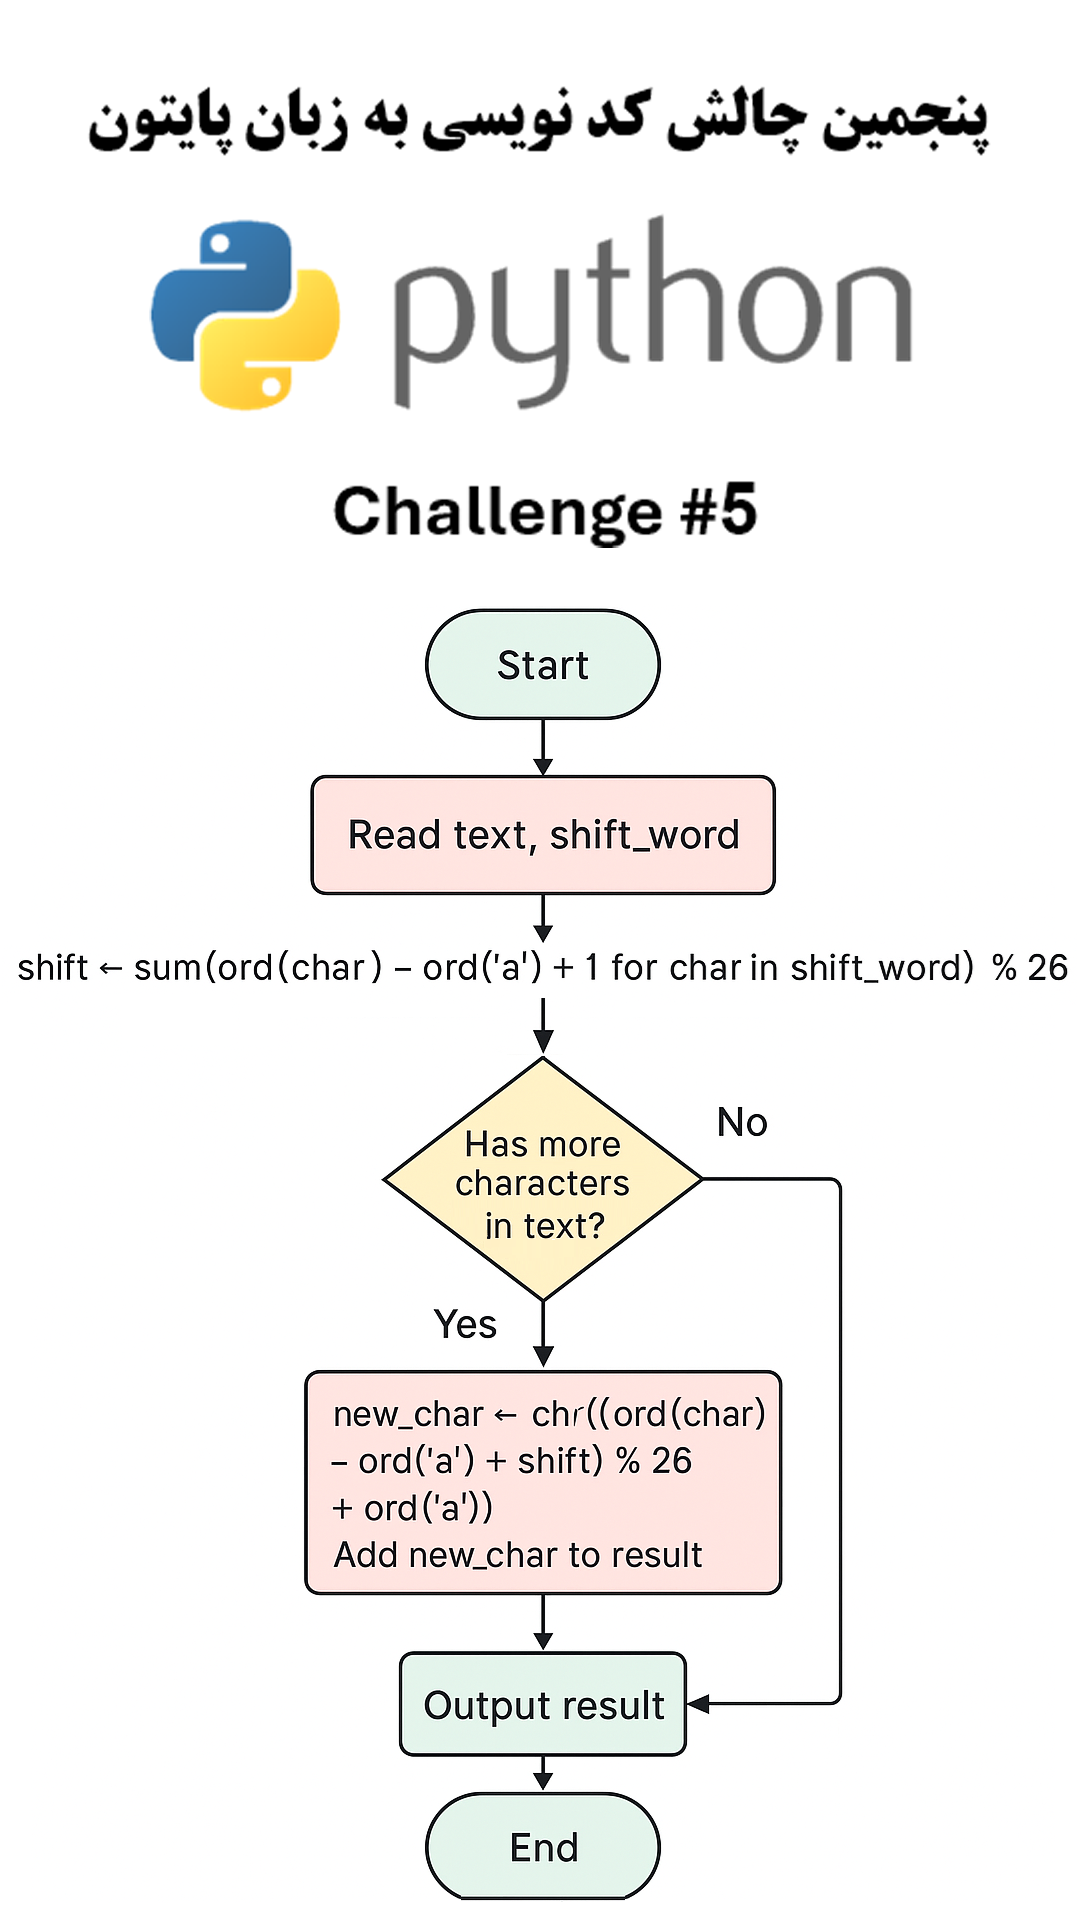 پنجمین چالش کد نویسی به زبان پایتون
python
Challenge #5
Start
Read text, shift_word
shift ← sum(ord(char) – ord('a') + 1 for char in shift_word) % 26
Has more
characters
in text?
No
Yes
new_char ← chr((ord(char)
– ord('a') + shift) % 26
+ ord('a'))
Add new_char to result
Output result
End